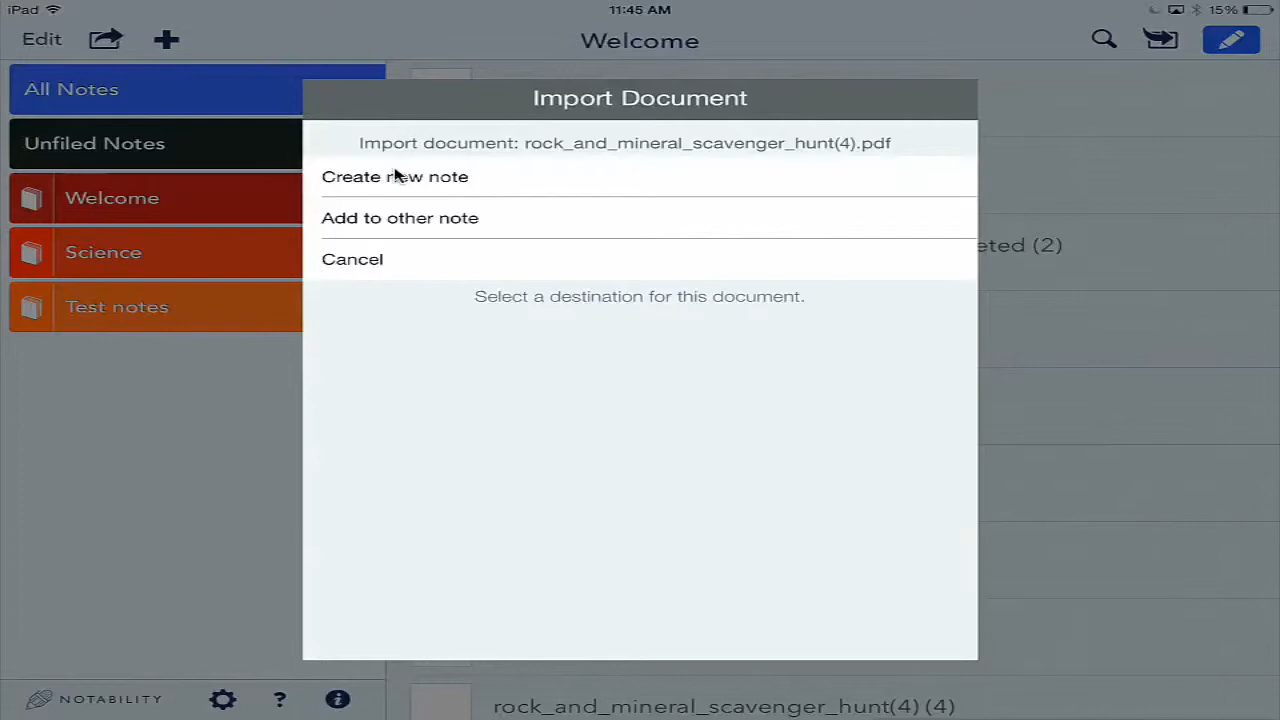 iPad
11:45 AM
15%
Edit
Welcome
All Notes
Unfiled Notes
Welcome
Science
Test notes
Import Document
Import document: rock_and_mineral_scavenger_hunt(4).pdf
Create new note
Add to other note
Cancel
Select a destination for this document.
eted (2)
NOTABILITY
?
rock_and_mineral_scavenger_hunt(4) (4)